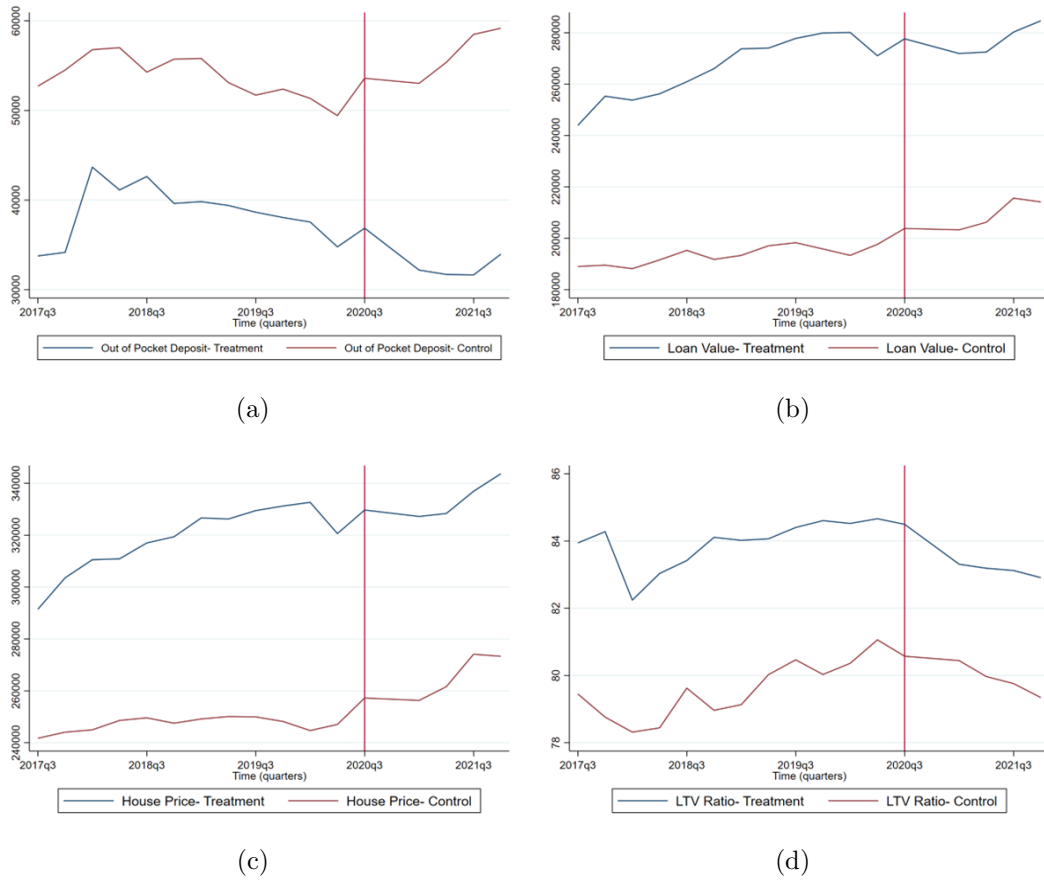 60000
50000
40000
30000
2017q3 2018q3 2019q3 2020q3 2021q3
Time (quarters)
Out of Pocket Deposit- Treatment Out of Pocket Deposit- Control
(a)
280000
260000
240000
220000
200000
180000
2017q3 2018q3 2019q3 2020q3 2021q3
Time (quarters)
Loan Value- Treatment Loan Value- Control
(b)
340000
320000
300000
280000
260000
240000
2017q3 2018q3 2019q3 2020q3 2021q3
Time (quarters)
House Price- Treatment House Price- Control
(c)
86
84
82
80
78
2017q3 2018q3 2019q3 2020q3 2021q3
Time (quarters)
LTV Ratio- Treatment LTV Ratio- Control
(d)